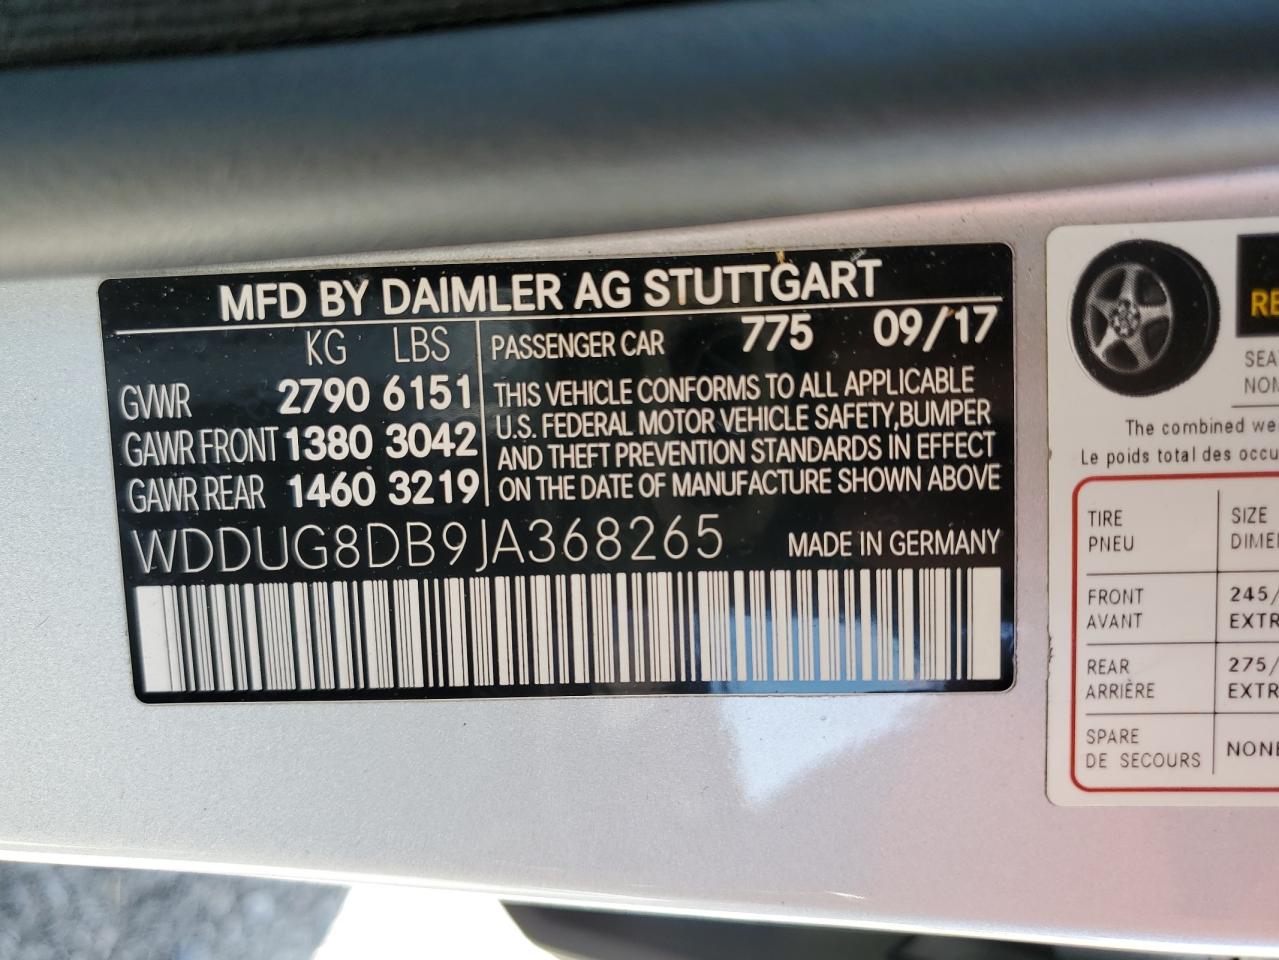 MFD BY DAIMLER AG STUTTGART
KG LBS
GVWR 2790 6151
GAWR FRONT 1380 3042
GAWR REAR 1460 3219
PASSENGER CAR 775 09/17
THIS VEHICLE CONFORMS TO ALL APPLICABLE
U.S. FEDERAL MOTOR VEHICLE SAFETY,BUMPER
AND THEFT PREVENTION STANDARDS IN EFFECT
ON THE DATE OF MANUFACTURE SHOWN ABOVE
WDDUG8DB9JA368265 MADE IN GERMANY
The combined
Le poids total des
TIRE SIZE
PNEU
FRONT 245/
AVANT
REAR 275/
ARRIÈRE
SPARE
DE SECOURS